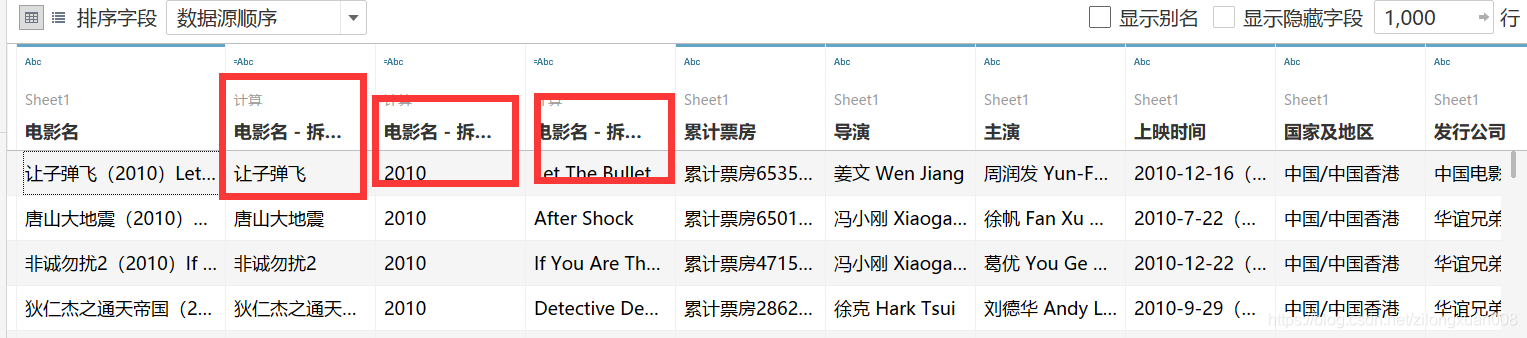 排序字段 数据源顺序 显示别名 显示隐藏字段 1,000 行
Abc =Abc =Abc =Abc Abc Abc Abc Abc Abc Abc
Sheet1 计算 计算 计算 Sheet1 Sheet1 Sheet1 Sheet1 Sheet1 Sheet1
电影名 电影名 - 拆... 电影名 - 拆... 电影名 - 拆... 累计票房 导演 主演 上映时间 国家及地区 发行公司
让子弹飞（2010）Let... 让子弹飞 2010 Let The Bullet 累计票房6535... 姜文 Wen Jiang 周润发 Yun-F... 2010-12-16（... 中国/中国香港 中国电影
唐山大地震（2010）... 唐山大地震 2010 After Shock 累计票房6501... 冯小刚 Xiaoga... 徐帆 Fan Xu ... 2010-7-22（... 中国/中国香港 华谊兄弟
非诚勿扰2（2010）If ... 非诚勿扰2 2010 If You Are Th... 累计票房4715... 冯小刚 Xiaoga... 葛优 You Ge ... 2010-12-22（... 中国/中国香港 华谊兄弟
狄仁杰之通天帝国（2... 狄仁杰之通天... 2010 Detective De... 累计票房2862... 徐克 Hark Tsui 刘德华 Andy L... 2010-9-29（... 中国/中国香港 华谊兄弟
https://blog.csdn.net/zilongxuan008